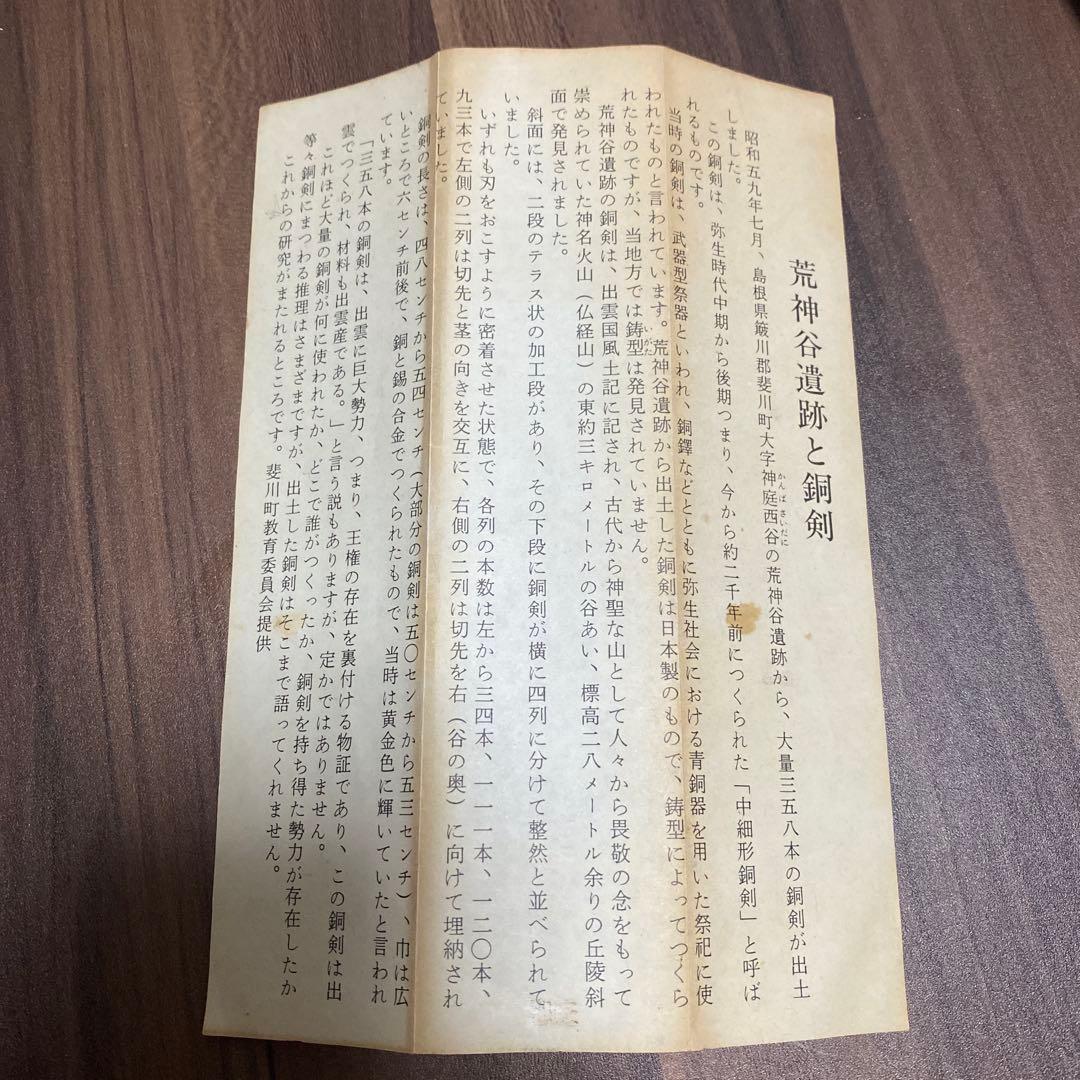 荒神谷遺跡と銅剣
昭和五九年七月、島根県簸川郡斐川町大字神庭西谷の荒神谷遺跡から、大量三五八本の銅剣が出土
かんばさいだに
しました。
この銅剣は、弥生時代中期から後期つまり、今から約二千年前につくられた「中細形銅剣」と呼ば
れるものです。
当時の銅剣は、武器型祭器といわれ、銅鐸などとともに弥生社会における青銅器を用いた祭祀に使
われたものと言われています。荒神谷遺跡から出土した銅剣は日本製のもので、鋳型によってつくら
れたものですが、当地方では鋳型は発見されていません。
いがた
荒神谷遺跡の銅剣は、出雲国風土記に記され、古代から神聖な山として人々から畏敬の念をもって
崇められていた神名火山（仏経山）の東約三キロメートルの谷あい、標高二八メートル余りの丘陵斜
面で発見されました。
斜面には、二段のテラス状の加工段があり、その下段に銅剣が横に四列に分けて整然と並べられて
いました。
いずれも刃をおこすように密着させた状態で、各列の本数は左から三四本、一一一本、一二〇本、
九三本で左側の二列は切先と茎の向きを交互に、右側の二列は切先を右（谷の奥）に向けて埋納され
ていました。
銅剣の長さは、四八センチから五四センチ（大部分の銅剣は五〇センチから五三センチ）、巾は広
いところで六センチ前後で、銅と錫の合金でつくられたもので、当時は黄金色に輝いていたと言われ
ています。
「三五八本の銅剣は、出雲に巨大勢力、つまり、王権の存在を裏付ける物証であり、この銅剣は出
雲でつくられ、材料も出雲産である。」と言う説もありますが、定かではありません。
これほど大量の銅剣が何に使われたか、どこで誰がつくったか、銅剣を持ち得た勢力が存在したか
等々銅剣にまつわる推理はさまざまですが、出土した銅剣はそこまで語ってくれません。
これからの研究がまたれるところです。斐川町教育委員会提供